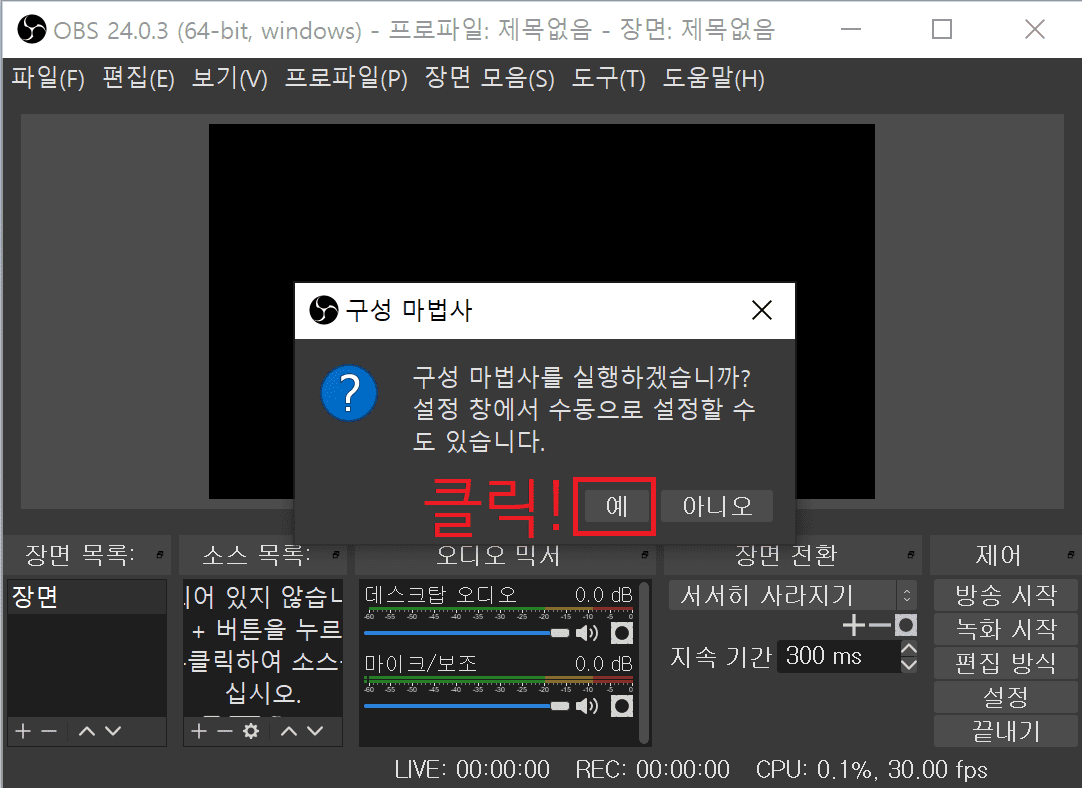 OBS 24.0.3 (64-bit, windows) - 프로파일: 제목없음 - 장면: 제목없음
파일(F) 편집(E) 보기(V) 프로파일(P) 장면 모음(S) 도구(T) 도움말(H)
구성 마법사
구성 마법사를 실행하겠습니까?
설정 창에서 수동으로 설정할 수
도 있습니다.
클릭! 예 아니오
장면 목록:
장면
소스 목록:
되어 있지 않습니
+ 버튼을 누르
클릭하여 소스
십시오.
오디오 믹서
데스크탑 오디오 0.0 dB
-60 -55 -50 -45 -40 -35 -30 -25 -20 -15 -10 -5 0
마이크/보조 0.0 dB
-60 -55 -50 -45 -40 -35 -30 -25 -20 -15 -10 -5 0
장면 전환
서서히 사라지기
지속 기간 300 ms
제어
방송 시작
녹화 시작
편집 방식
설정
끝내기
LIVE: 00:00:00 REC: 00:00:00 CPU: 0.1%, 30.00 fps